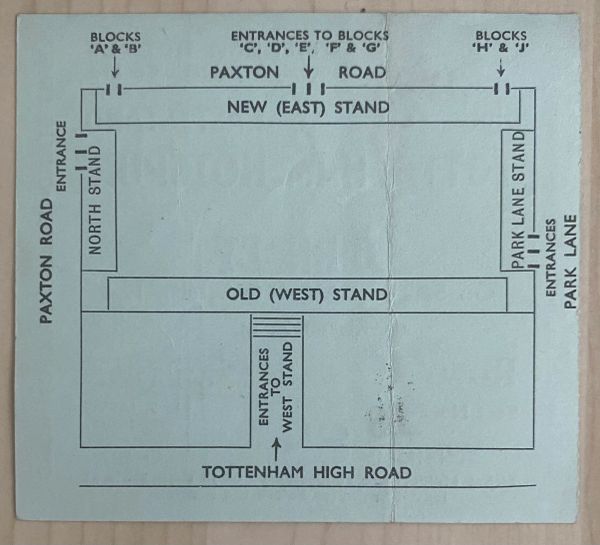 BLOCKS
'A' & 'B'
ENTRANCES TO BLOCKS
'C', 'D', 'E', 'F' & 'G'
BLOCKS
'H' & 'J'
PAXTON ROAD
NEW (EAST) STAND
ENTRANCE
NORTH STAND
PAXTON ROAD
PARK LANE STAND
ENTRANCES
PARK LANE
OLD (WEST) STAND
ENTRANCES
TO
WEST STAND
TOTTENHAM HIGH ROAD